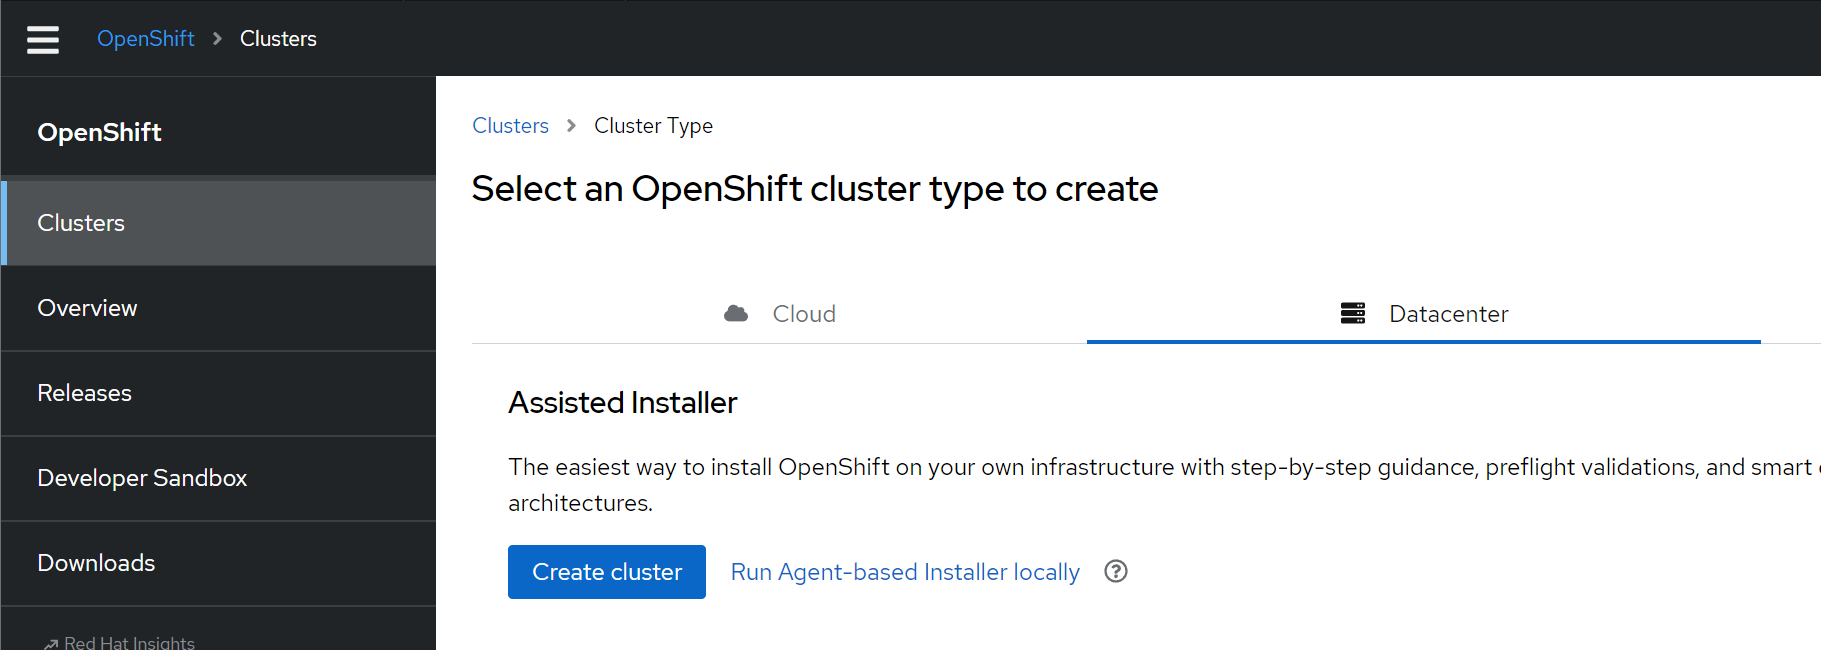 OpenShift > Clusters
OpenShift
Clusters
Overview
Releases
Developer Sandbox
Downloads
Red Hat Insights
Clusters > Cluster Type
Select an OpenShift cluster type to create
Cloud
Datacenter
Assisted Installer
The easiest way to install OpenShift on your own infrastructure with step-by-step guidance, preflight validations, and smart
architectures.
Create cluster
Run Agent-based Installer locally